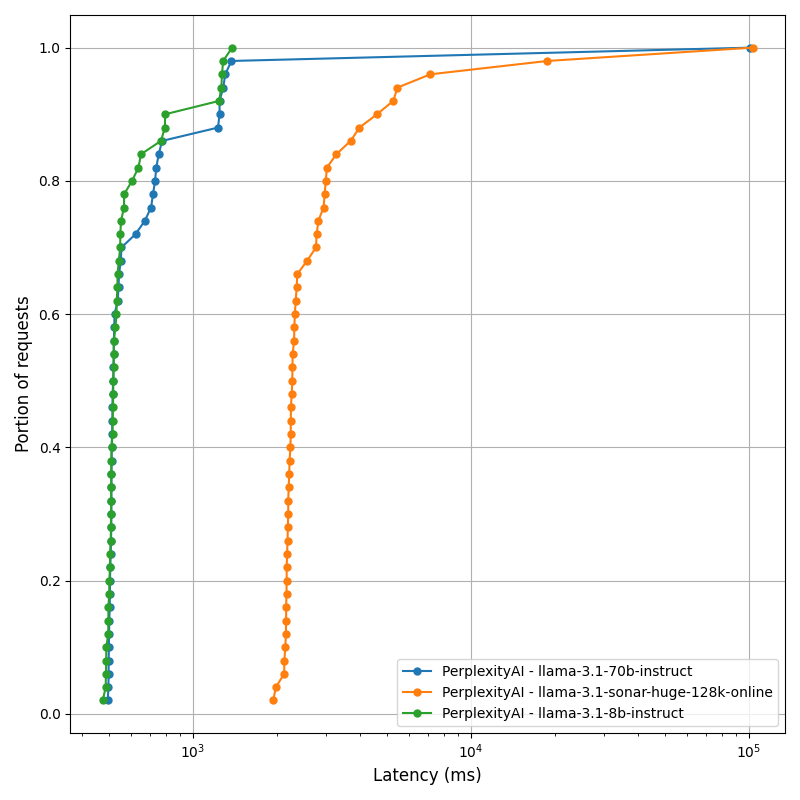 1.0
0.8
0.6
0.4
0.2
0.0
Portion of requests
10³
10⁴
10⁵
Latency (ms)
PerplexityAI - llama-3.1-70b-instruct
PerplexityAI - llama-3.1-sonar-huge-128k-online
PerplexityAI - llama-3.1-8b-instruct